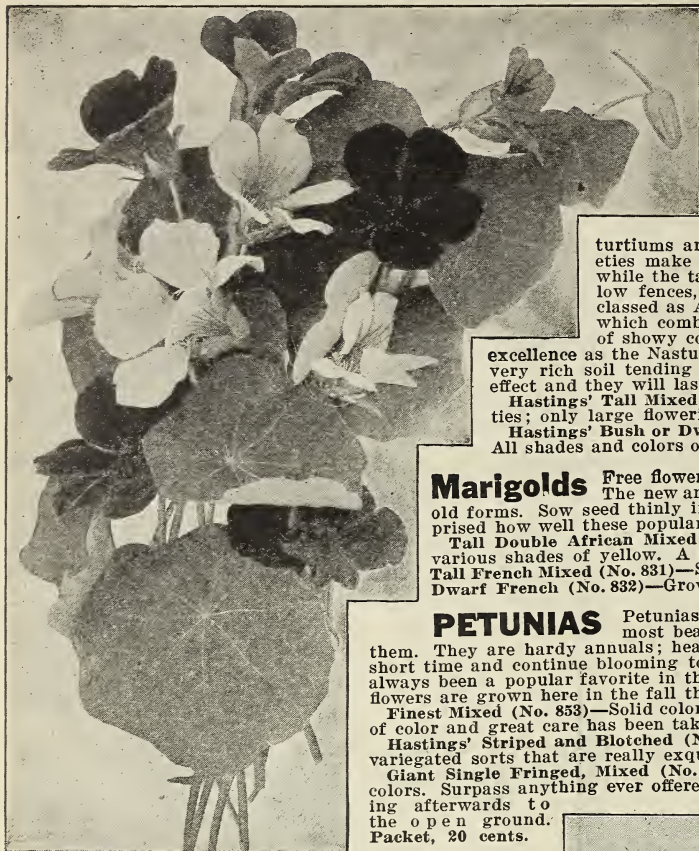 turtiums ar
eties make
while the ta
low fences,
classed as A
which comb
of showy co
excellence as the Nastu
very rich soil tending
effect and they will las
Hastings' Tall Mixed
ties; only large floweri
Hastings' Bush or Dw
All shades and colors o
Marigolds Free flower
The new an
old forms. Sow seed thinly i
prised how well these popular
Tall Double African Mixed
various shades of yellow. A
Tall French Mixed (No. 831)—S
Dwarf French (No. 832)—Grov
PETUNIAS Petunias
most bea
them. They are hardy annuals; hea
short time and continue blooming to
always been a popular favorite in th
flowers are grown here in the fall th
Finest Mixed (No. 853)—Solid color
of color and great care has been tak
Hastings' Striped and Blotched (N
variegated sorts that are really exqu
Giant Single Fringed, Mixed (No.
colors. Surpass anything ever offere
ing afterwards to
the open ground.
Packet, 20 cents.